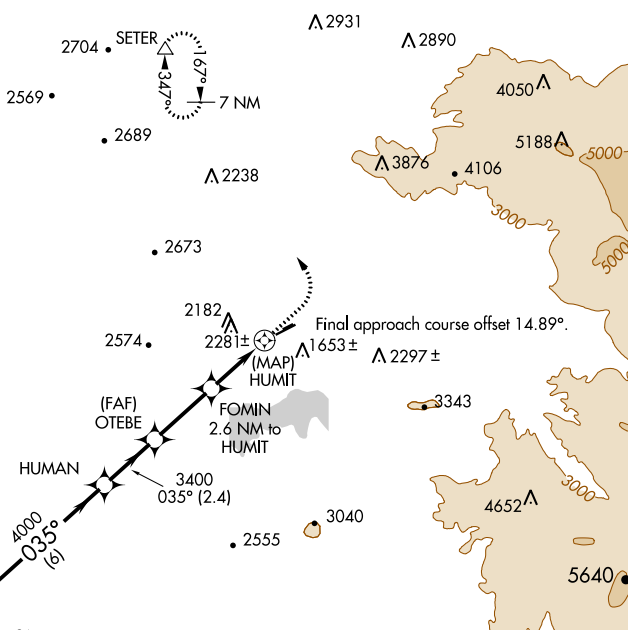 2931
2890
SETER
2704
167°
347°
7 NM
4050
2569
2689
5188
5000
3876
4106
2238
3000
5000
2673
2182
2281±
Final approach course offset 14.89°.
2574
1653 ±
2297 ±
(MAP)
HUMIT
(FAF)
OTEBE
FOMIN
2.6 NM to
HUMIT
3343
HUMAN
3400
035° (2.4)
3000
4652
4000
035°
(6)
3040
2555
5640